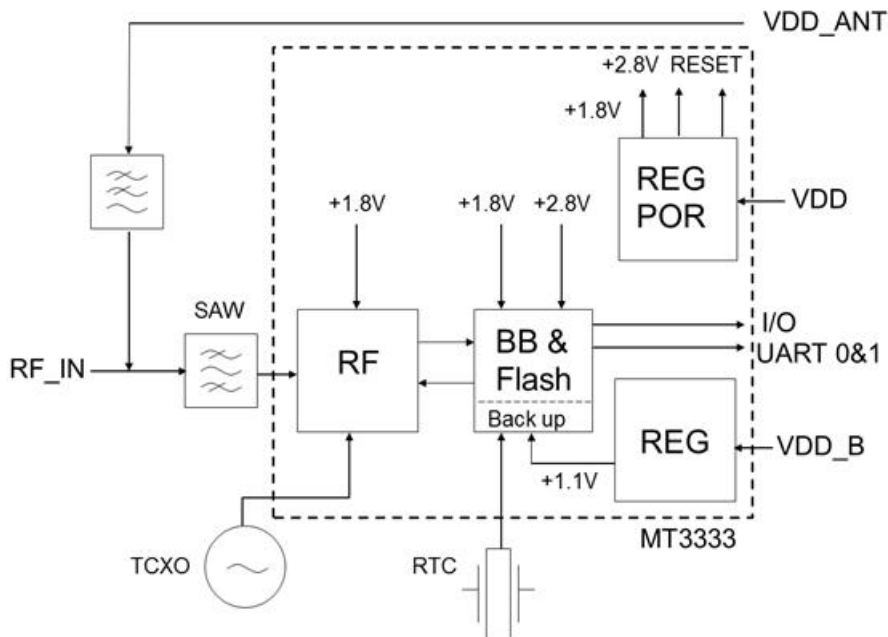 VDD_ANT
+2.8V RESET
+1.8V
REG
POR
VDD
+1.8V
+1.8V
+2.8V
SAW
RF_IN
RF
BB &
Flash
Back up
I/O
UART 0&1
REG
VDD_B
+1.1V
MT3333
TCXO
RTC